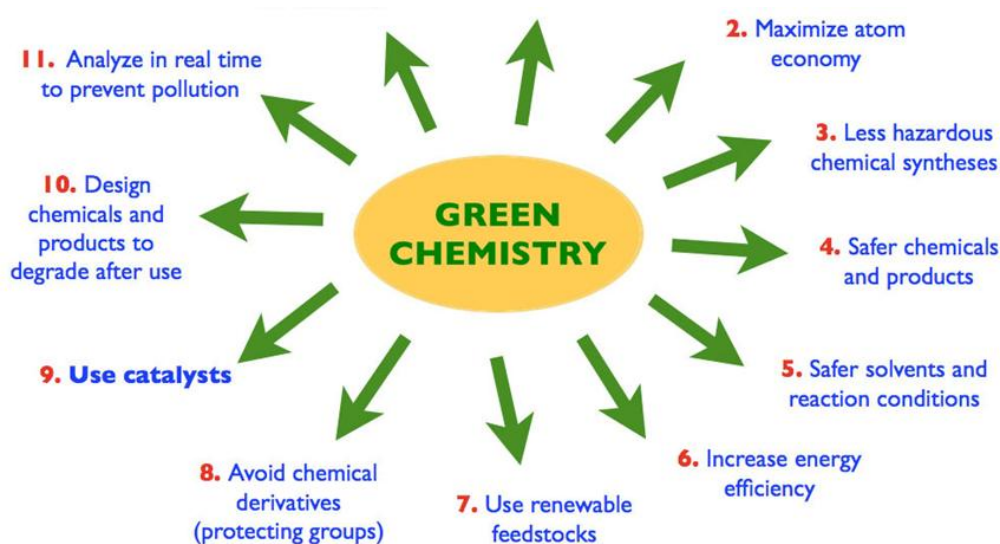 GREEN
CHEMISTRY
2. Maximize atom
economy
3. Less hazardous
chemical syntheses
4. Safer chemicals
and products
5. Safer solvents and
reaction conditions
6. Increase energy
efficiency
7. Use renewable
feedstocks
8. Avoid chemical
derivatives
(protecting groups)
9. Use catalysts
10. Design
chemicals and
products to
degrade after use
11. Analyze in real time
to prevent pollution